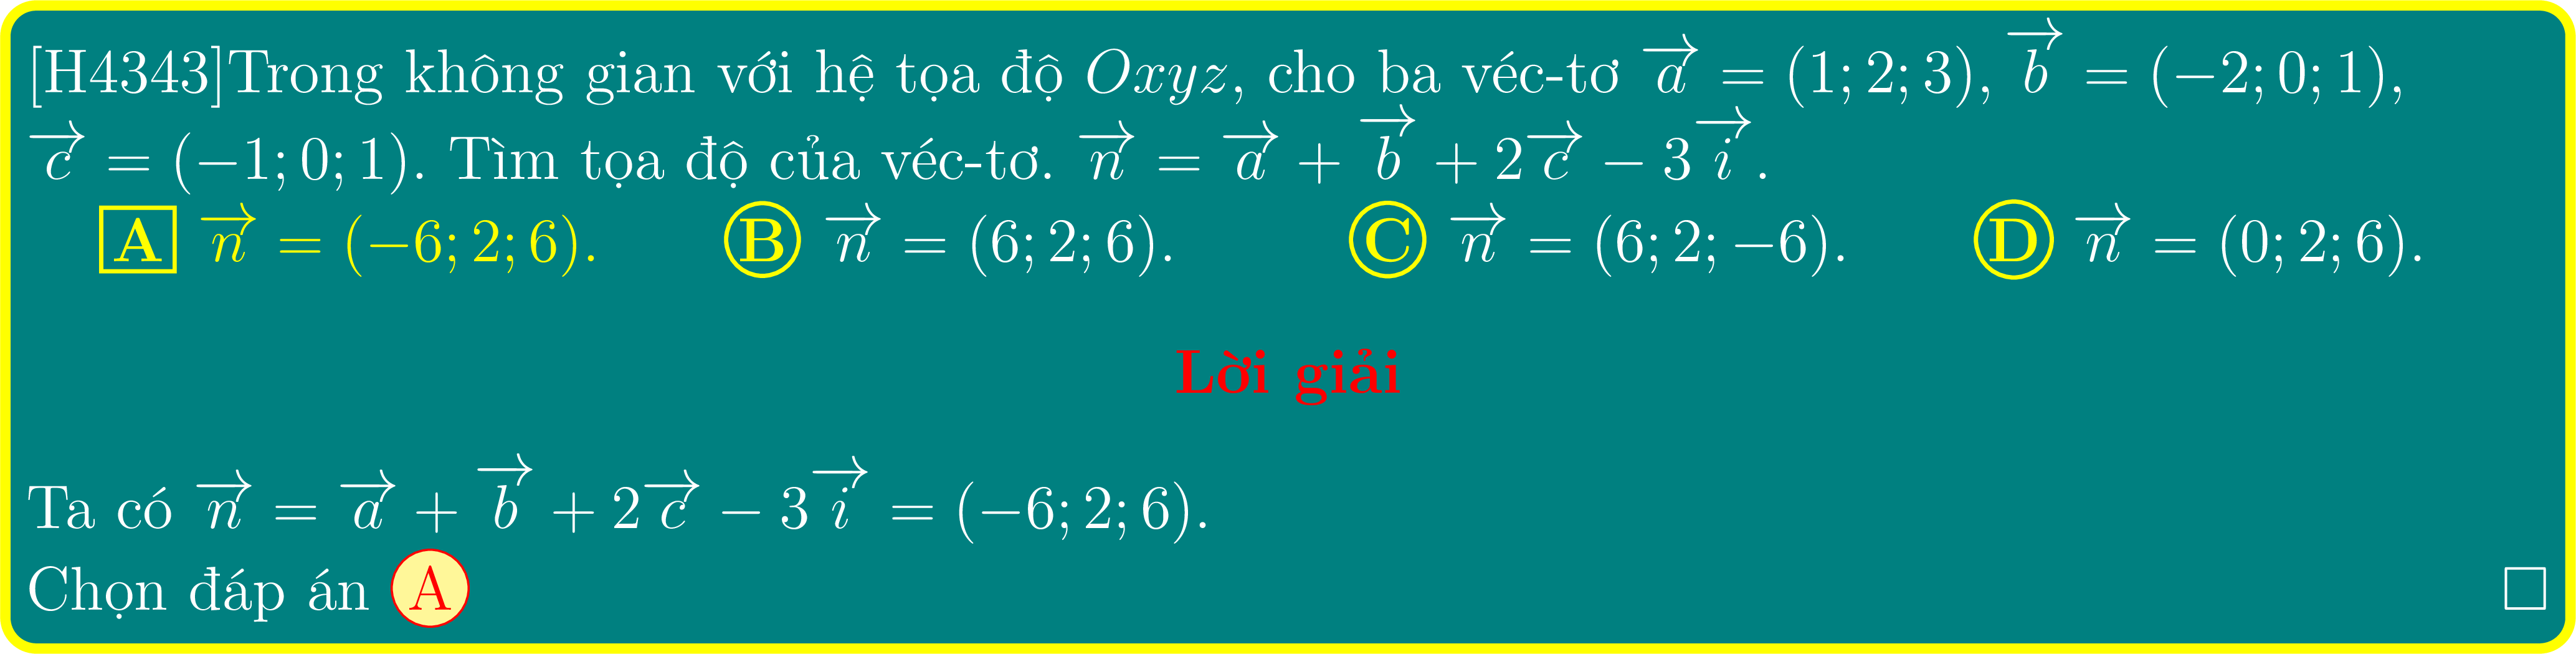 [H4343]Trong không gian với hệ tọa độ $Oxyz$, cho ba véc-tơ $\overrightarrow{a} = (1; 2; 3)$, $\overrightarrow{b} = (-2; 0; 1)$,
$\overrightarrow{c} = (-1; 0; 1)$. Tìm tọa độ của véc-tơ. $\overrightarrow{n} = \overrightarrow{a} + \overrightarrow{b} + 2\overrightarrow{c} - 3\overrightarrow{i}$.
A $\overrightarrow{n} = (-6; 2; 6)$. B $\overrightarrow{n} = (6; 2; 6)$. C $\overrightarrow{n} = (6; 2; -6)$. D $\overrightarrow{n} = (0; 2; 6)$.
Lời giải
Ta có $\overrightarrow{n} = \overrightarrow{a} + \overrightarrow{b} + 2\overrightarrow{c} - 3\overrightarrow{i} = (-6; 2; 6)$.
Chọn đáp án A □